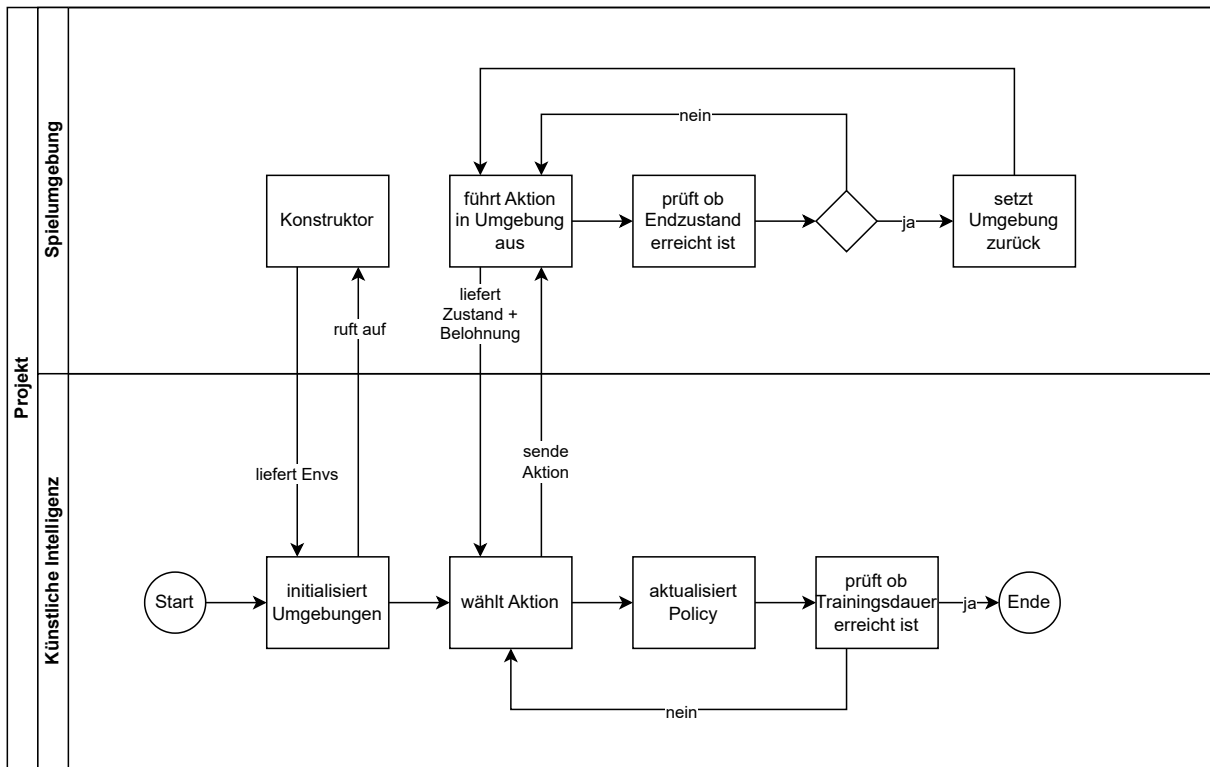 Projekt
Spielumgebung
nein
Konstruktor
führt Aktion
in Umgebung
aus
prüft ob
Endzustand
erreicht ist
ja
setzt
Umgebung
zurück
ruft auf
liefert
Zustand +
Belohnung
Künstliche Intelligenz
liefert Envs
sende
Aktion
Start
initialisiert
Umgebungen
wählt Aktion
aktualisiert
Policy
prüft ob
Trainingsdauer
erreicht ist
ja
Ende
nein